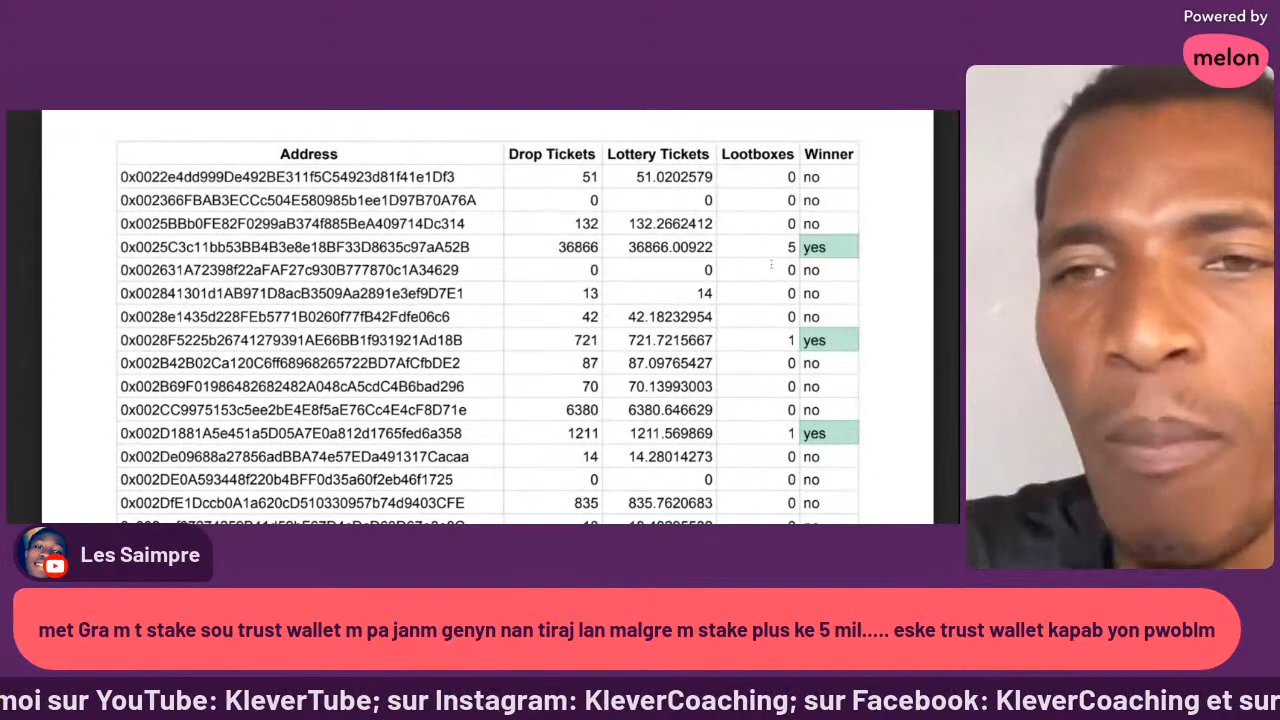 Powered by
melon
Address Drop Tickets Lottery Tickets Lootboxes Winner
0x0022e4dd999De492BE311f5C54923d81f41e1Df3 51 51.0202579 0 no
0x002366FBAB3ECCc504E580985b1ee1D97B70A76A 0 0 0 no
0x0025BBb0FE82F0299aB374f885BeA409714Dc314 132 132.2662412 0 no
0x0025C3c11bb53BB4B3e8e18BF33D8635c97aA52B 36866 36866.00922 5 yes
0x002631A72398f22aFAF27c930B777870c1A34629 0 0 0 no
0x002841301d1AB971D8acB3509Aa2891e3ef9D7E1 13 14 0 no
0x0028e1435d228FEb5771B0260f77fB42Fdfe06c6 42 42.18232954 0 no
0x0028F5225b26741279391AE66BB1f931921Ad18B 721 721.7215667 1 yes
0x002B42B02Ca120C6ff68968265722BD7AfCfbDE2 87 87.09765427 0 no
0x002B69F01986482682482A048cA5cdC4B6bad296 70 70.13993003 0 no
0x002CC9975153c5ee2bE4E8f5aE76Cc4E4cF8D71e 6380 6380.646629 0 no
0x002D1881A5e451a5D05A7E0a812d1765fed6a358 1211 1211.569869 1 yes
0x002De09688a27856adBBA74e57EDa491317Cacaa 14 14.28014273 0 no
0x002DE0A593448f220b4BFF0d35a60f2eb46f1725 0 0 0 no
0x002DfE1Dccb0A1a620cD510330957b74d9403CFE 835 835.7620683 0 no
Les Saimpre
met Gra m t stake sou trust wallet m pa janm genyn nan tiraj lan malgre m stake plus ke 5 mil..... eske trust wallet kapab yon pwoblm
moi sur YouTube: KleverTube; sur Instagram: KleverCoaching; sur Facebook: KleverCoaching et sur